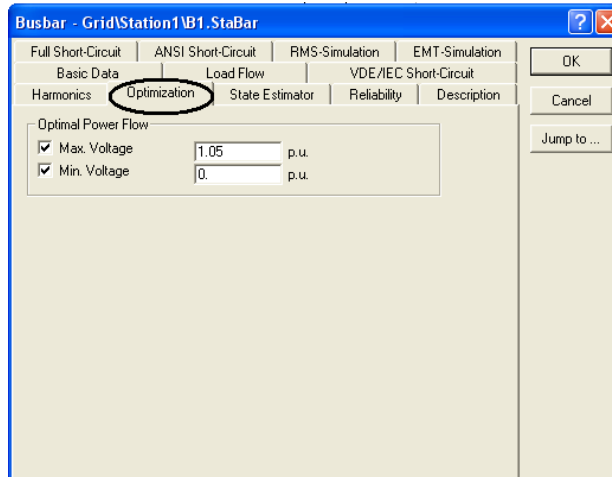 Busbar - Grid\Station1\B1.StaBar
Full Short-Circuit ANSI Short-Circuit RMS-Simulation EMT-Simulation
Basic Data Load Flow VDE/IEC Short-Circuit
Harmonics Optimization State Estimator Reliability Description
OK
Cancel
Jump to ...
Optimal Power Flow
Max. Voltage 1.05 p.u.
Min. Voltage 0. p.u.